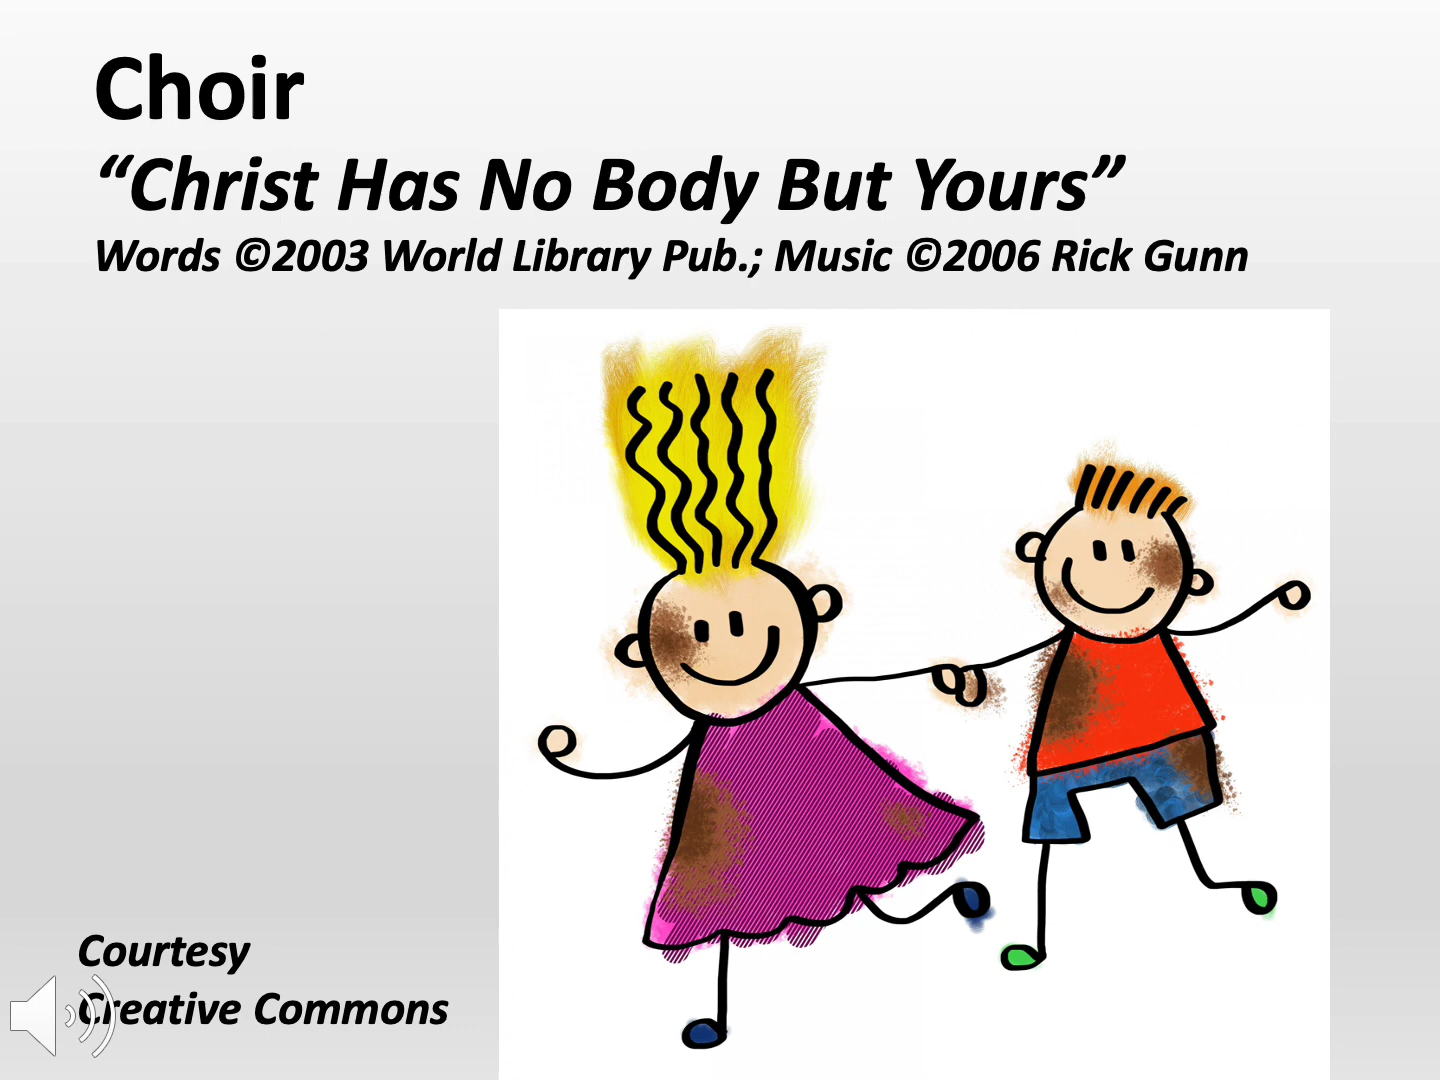 Choir
“Christ Has No Body But Yours”
Words ©2003 World Library Pub.; Music ©2006 Rick Gunn
Courtesy
Creative Commons